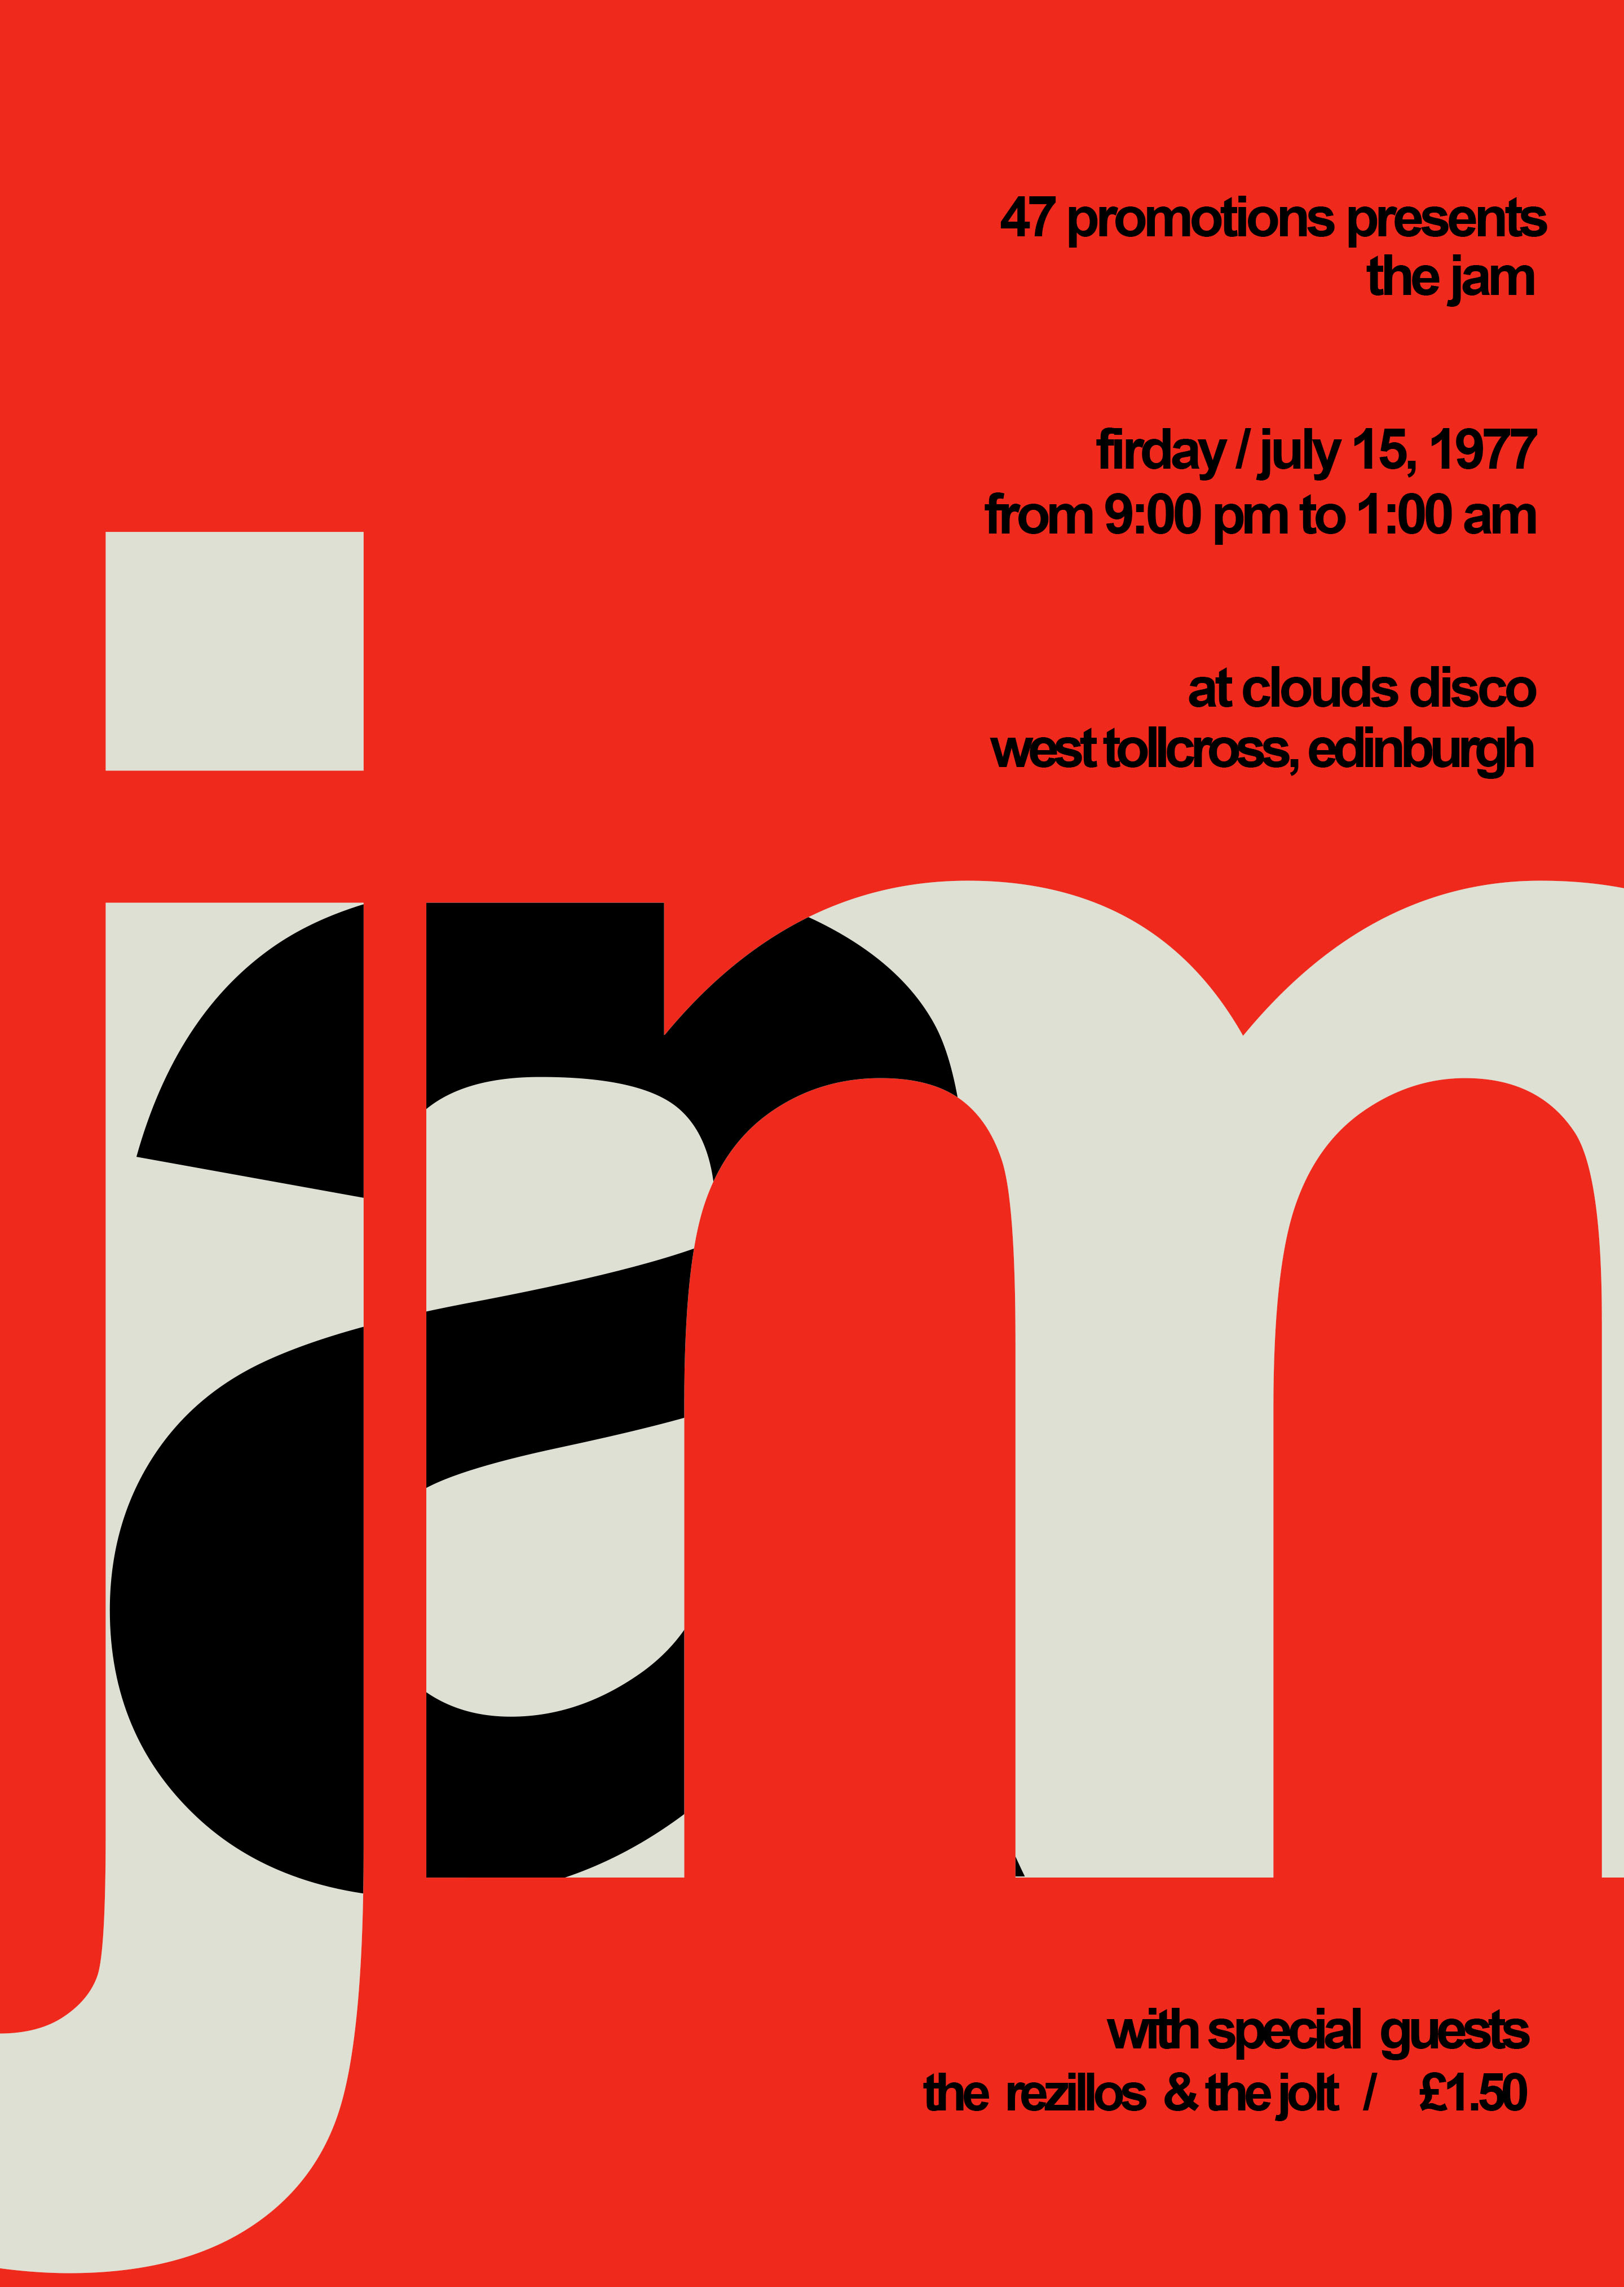 47 promotions presents
the jam
firday / july 15, 1977
from 9:00 pm to 1:00 am
at clouds disco
west tollcross, edinburgh
jam
with special guests
the rezillos & the jolt / £1.50